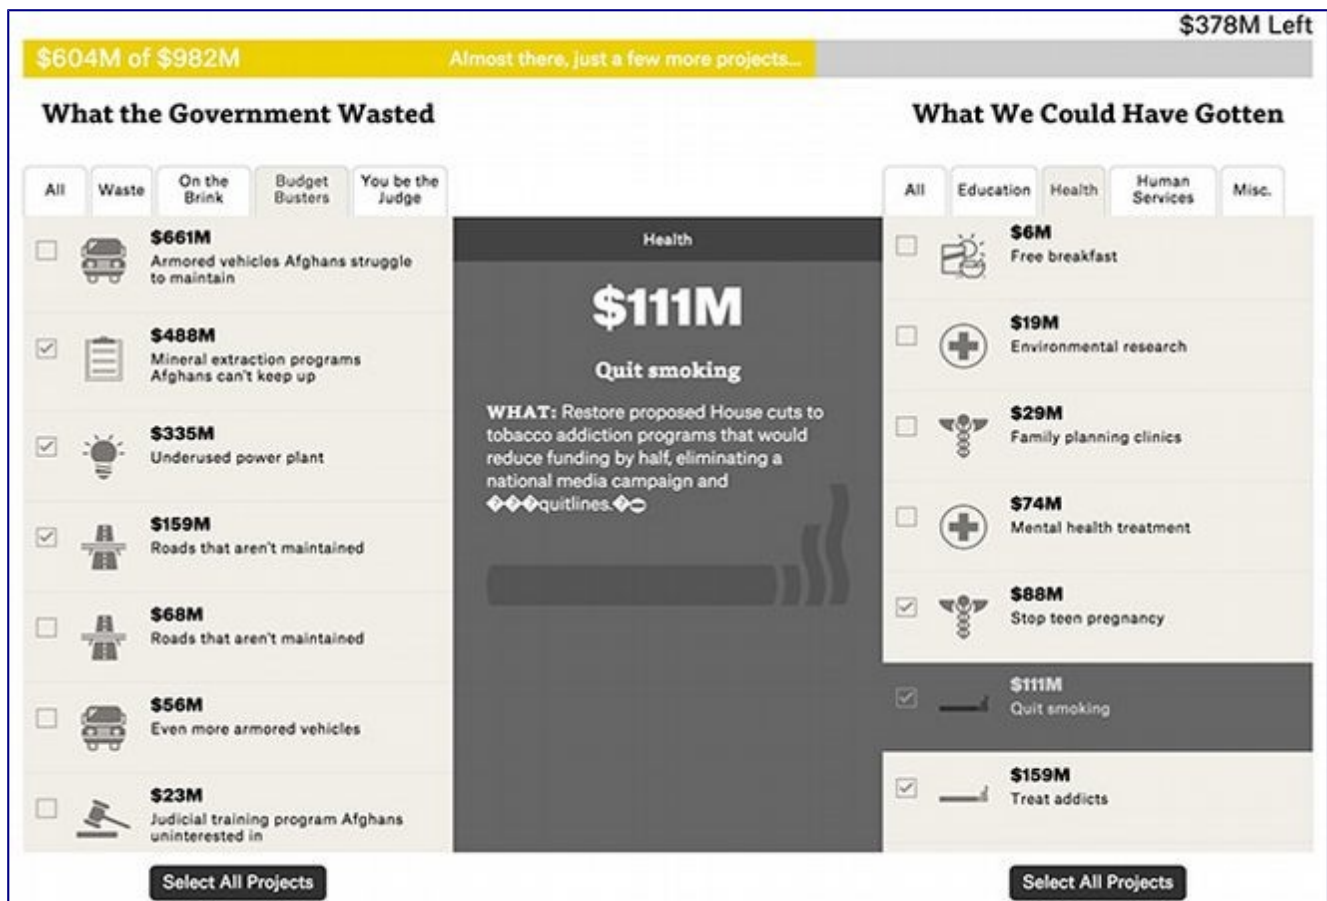 $378M Left
$604M of $982M
Almost there, just a few more projects...
What the Government Wasted
All
Waste
On the
Brink
Budget
Busters
You be the
Judge
$661M
Armored vehicles Afghans struggle
to maintain
$488M
Mineral extraction programs
Afghans can't keep up
$335M
Underused power plant
$159M
Roads that aren't maintained
$68M
Roads that aren't maintained
$56M
Even more armored vehicles
$23M
Judicial training program Afghans
uninterested in
Select All Projects
Health
$111M
Quit smoking
WHAT: Restore proposed House cuts to
tobacco addiction programs that would
reduce funding by half, eliminating a
national media campaign and
���quitlines.�
What We Could Have Gotten
All
Education
Health
Human
Services
Misc.
$6M
Free breakfast
$19M
Environmental research
$29M
Family planning clinics
$74M
Mental health treatment
$88M
Stop teen pregnancy
$111M
Quit smoking
$159M
Treat addicts
Select All Projects